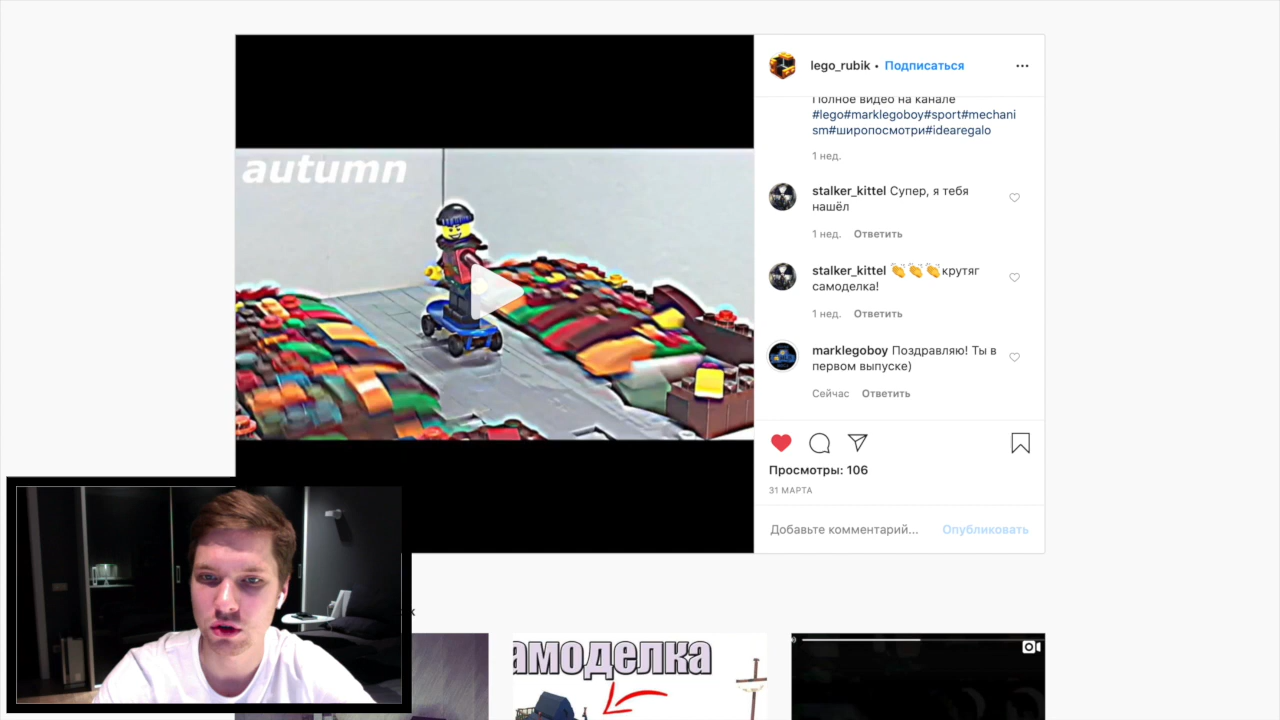 autumn
lego_rubik • Подписаться
Полное видео на канале
#lego#marklegoboy#sport#mechani
sm#широпосмотри#idearegalo
1 нед.
stalker_kittel Супер, я тебя
нашёл
1 нед. Ответить
stalker_kittel 👏👏👏крутяг
самоделка!
1 нед. Ответить
marklegoboy Поздравляю! Ты в
первом выпуске)
Сейчас Ответить
Просмотры: 106
31 МАРТА
Добавьте комментарий... Опубликовать
амоделка